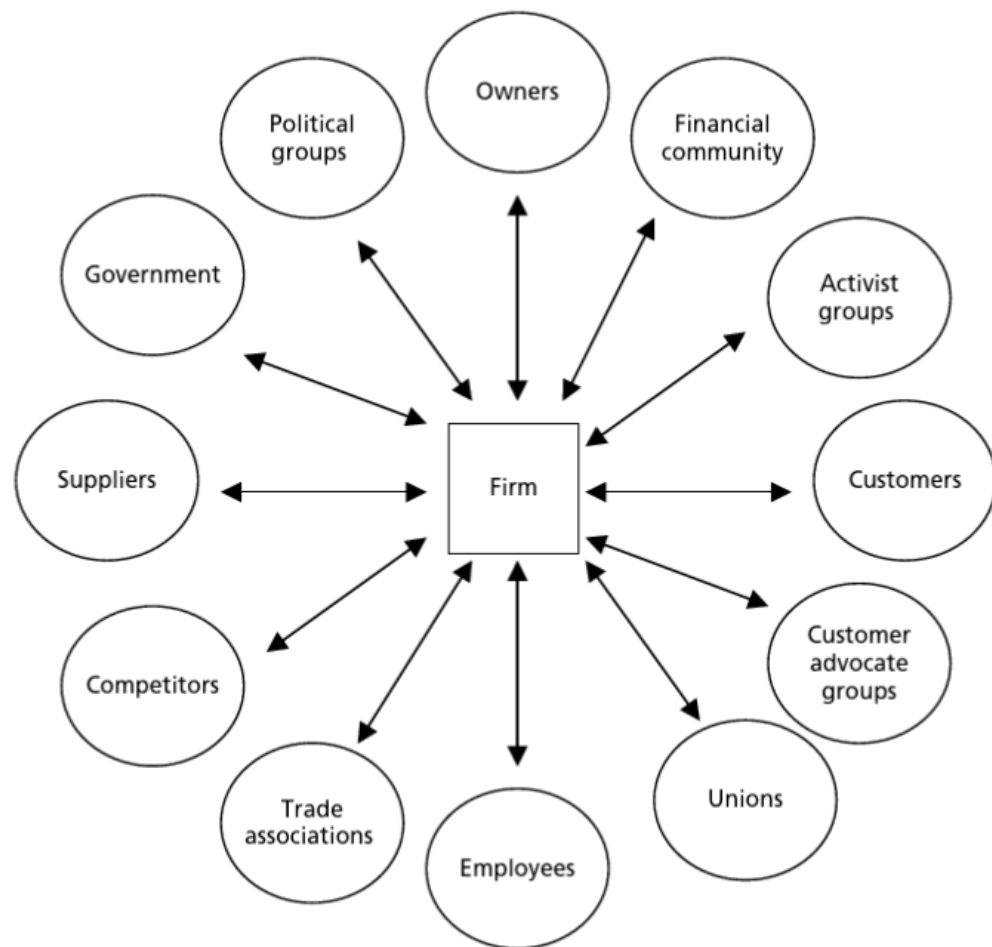 Owners
Political
groups
Financial
community
Government
Activist
groups
Suppliers
Firm
Customers
Competitors
Customer
advocate
groups
Trade
associations
Employees
Unions